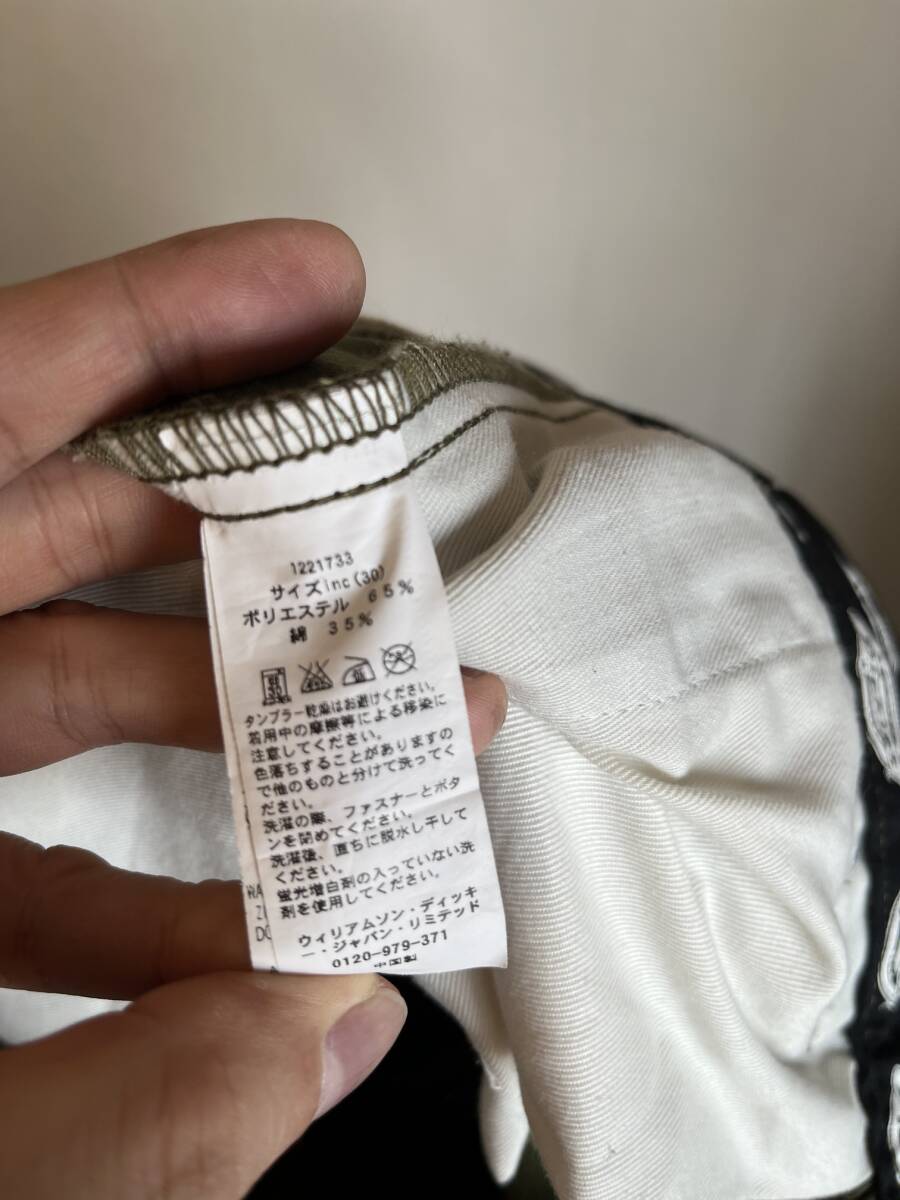 1221733
サイズinc(30)
ポリエステル 65%
綿 35%
タンブラー乾燥はお避けください。
着用中の摩擦等による移染に
注意してください。
色落ちすることがありますの
で他のものと分けて洗ってく
ださい。
洗濯の際、ファスナーとボタ
ンを閉めてください。
洗濯後、直ちに脱水し干して
ください。
蛍光増白剤の入っていない洗
剤を使用してください。
ウィリアムソン・ディッキ
ー・ジャパン・リミテッド
0120-979-371
中国製